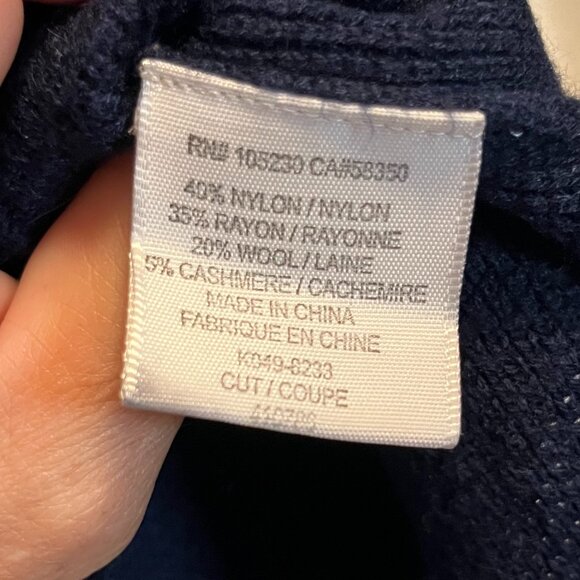 RN# 105230 CA#58350
40% NYLON / NYLON
35% RAYON / RAYONNE
20% WOOL / LAINE
5% CASHMERE / CACHEMIRE
MADE IN CHINA
FABRIQUE EN CHINE
K049-8233
CUT / COUPE